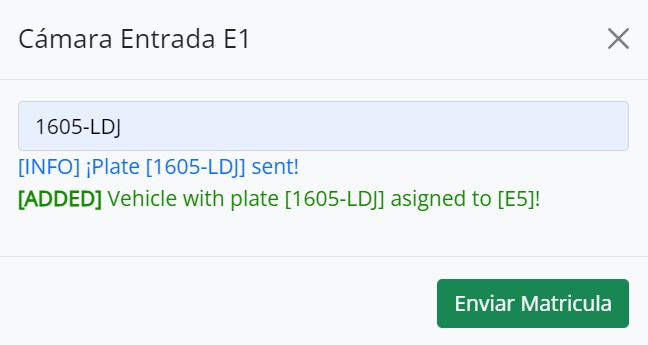 Cámara Entrada E1
1605-LDJ
[INFO] ¡Plate [1605-LDJ] sent!
[ADDED] Vehicle with plate [1605-LDJ] asigned to [E5]!
Enviar Matricula